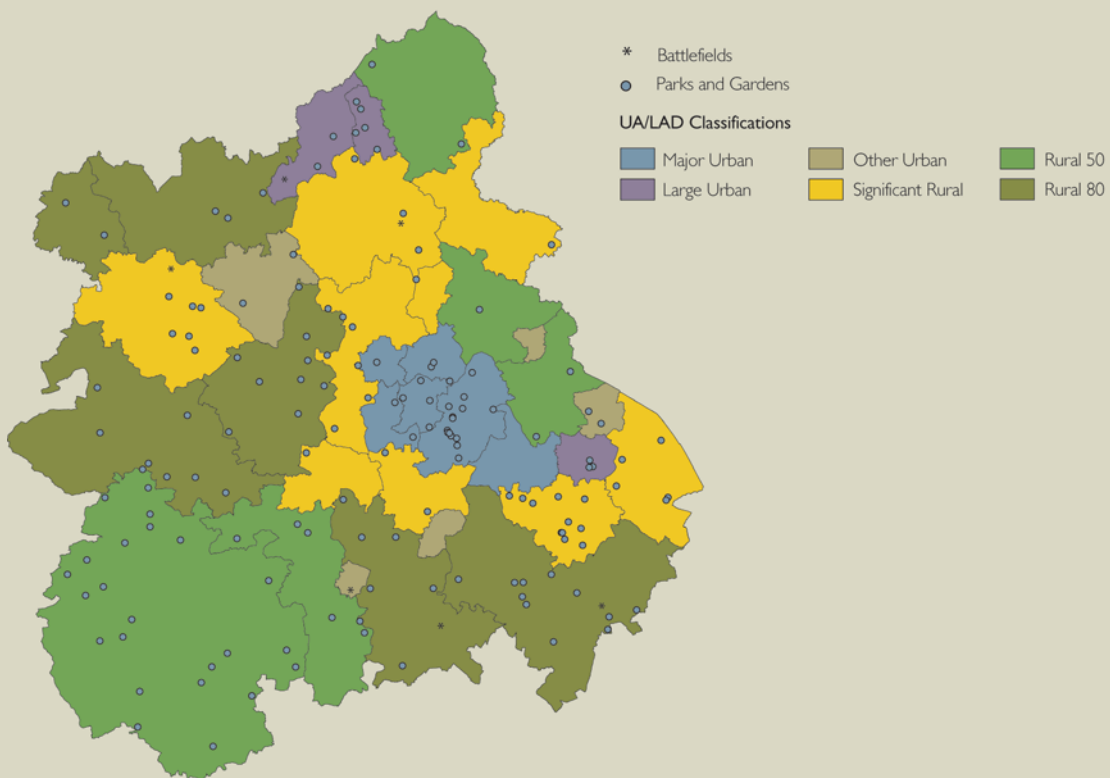 * Battlefields
Parks and Gardens
UA/LAD Classifications
Major Urban
Other Urban
Rural 50
Large Urban
Significant Rural
Rural 80